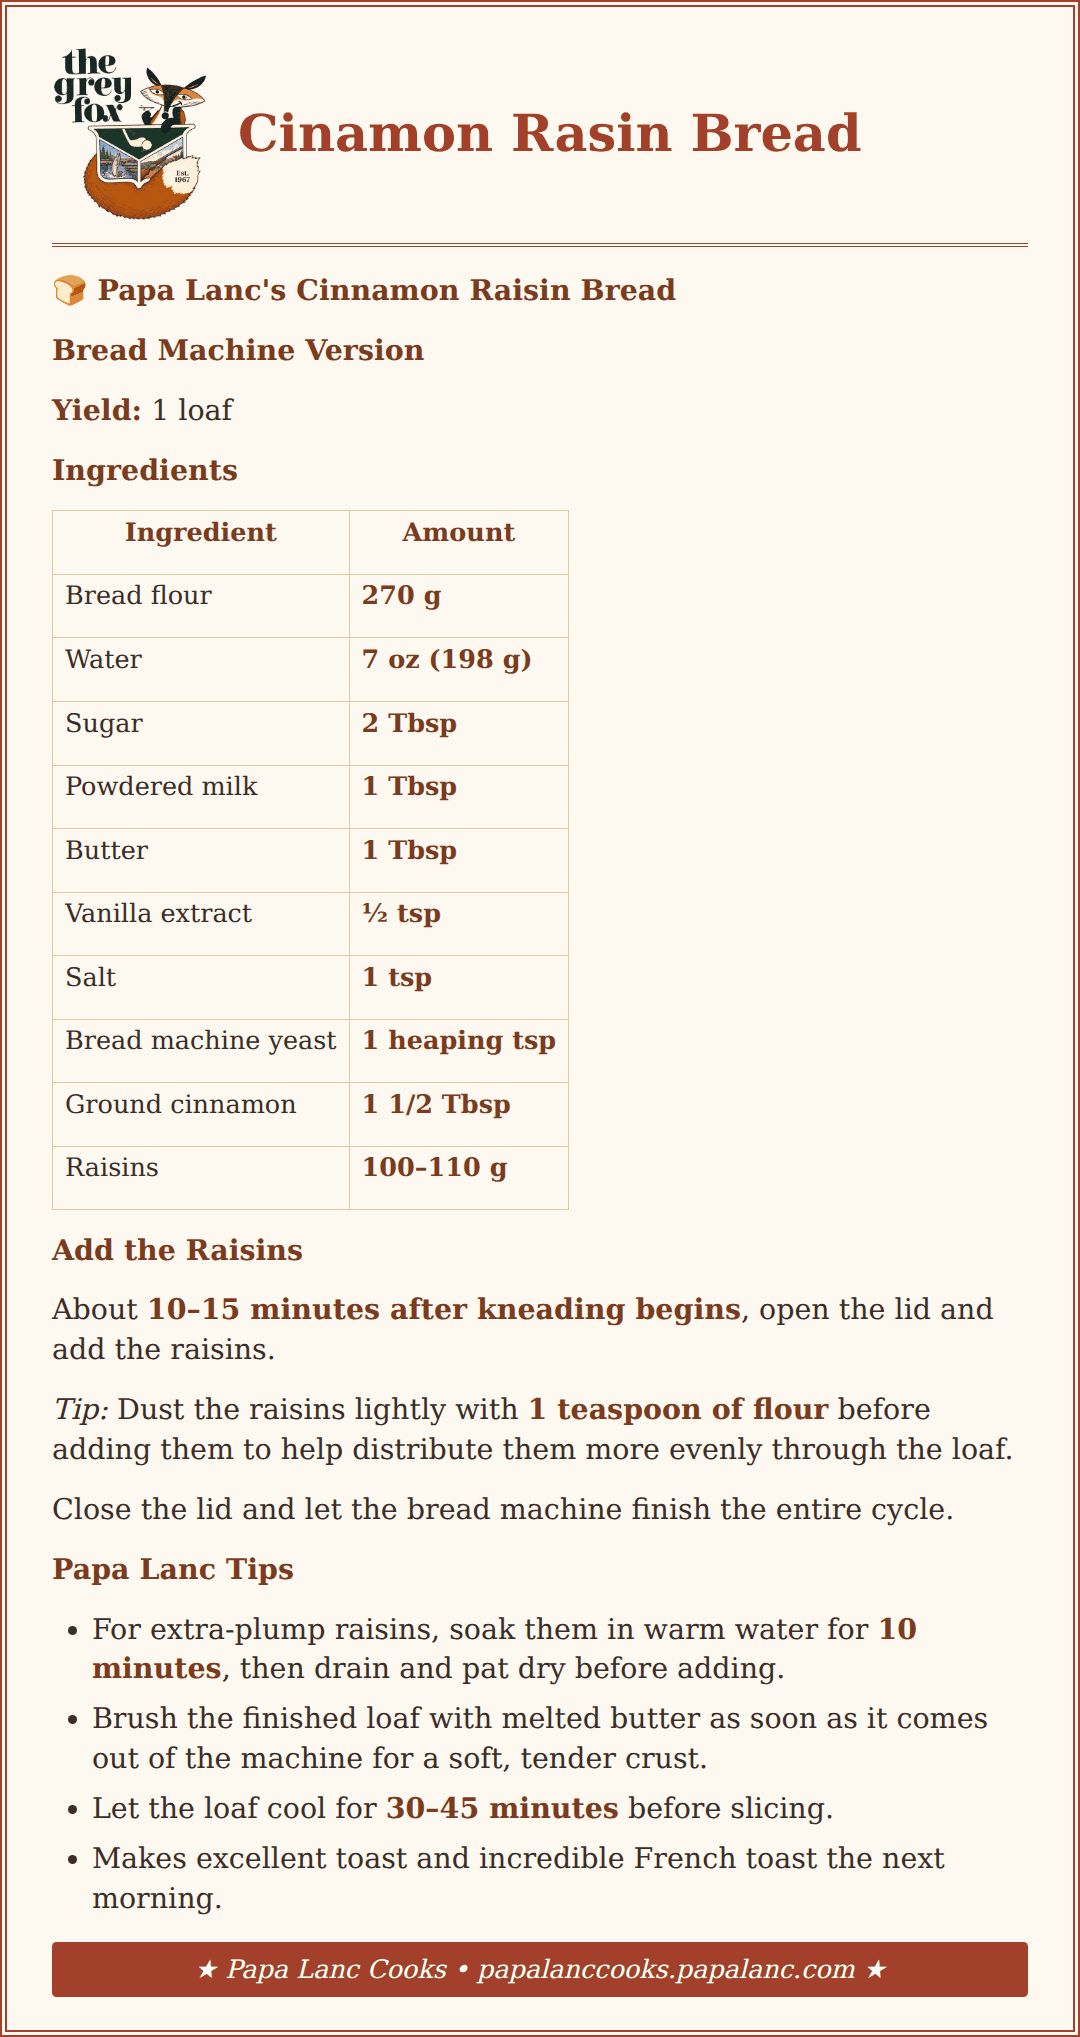 the
grey
fox
Est.
1967
Cinamon Rasin Bread
🍞 Papa Lanc's Cinnamon Raisin Bread
Bread Machine Version
Yield: 1 loaf
Ingredients
Ingredient Amount
Bread flour 270 g
Water 7 oz (198 g)
Sugar 2 Tbsp
Powdered milk 1 Tbsp
Butter 1 Tbsp
Vanilla extract ½ tsp
Salt 1 tsp
Bread machine yeast 1 heaping tsp
Ground cinnamon 1 1/2 Tbsp
Raisins 100–110 g
Add the Raisins
About 10–15 minutes after kneading begins, open the lid and
add the raisins.
Tip: Dust the raisins lightly with 1 teaspoon of flour before
adding them to help distribute them more evenly through the loaf.
Close the lid and let the bread machine finish the entire cycle.
Papa Lanc Tips
• For extra-plump raisins, soak them in warm water for 10
minutes, then drain and pat dry before adding.
• Brush the finished loaf with melted butter as soon as it comes
out of the machine for a soft, tender crust.
• Let the loaf cool for 30–45 minutes before slicing.
• Makes excellent toast and incredible French toast the next
morning.
★ Papa Lanc Cooks • papalanccooks.papalanc.com ★